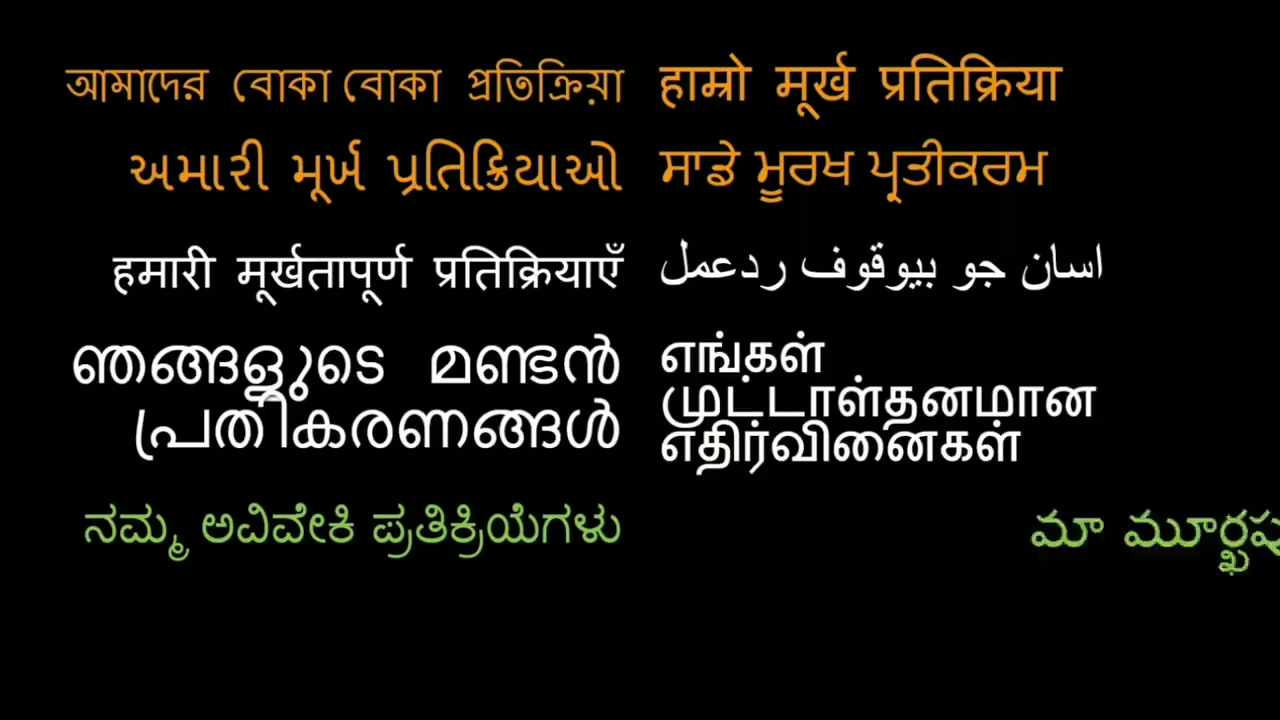 আমাদের বোকা বোকা প্রতিক্রিয়া
हाम्रो मूर्ख प्रतिक्रिया
અમારી મૂર્ખ પ્રતિક્રિયાઓ
ਸਾਡੇ ਮੂਰਖ ਪ੍ਰਤੀਕਰਮ
हमारी मूर्खतापूर्ण प्रतिक्रियाएँ
اسان جو بيوقوف ردعمل
ഞങ്ങളുടെ മണ്ടൻ
പ്രതികരണങ്ങൾ
எங்கள்
முட்டாள்தனமான
எதிர்வினைகள்
ನಮ್ಮ ಅವಿವೇಕಿ ಪ್ರತಿಕ್ರಿಯೆಗಳು
మా